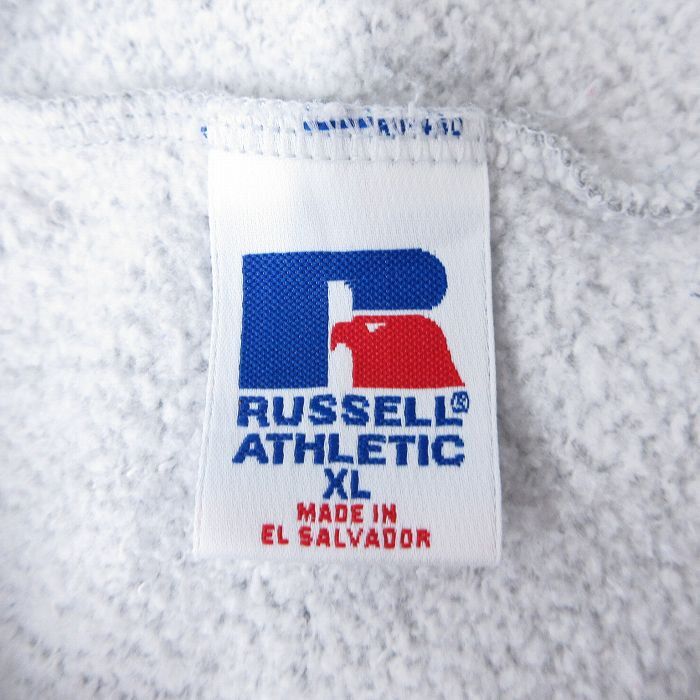 RUSSELL®
ATHLETIC
XL
MADE IN
EL SALVADOR